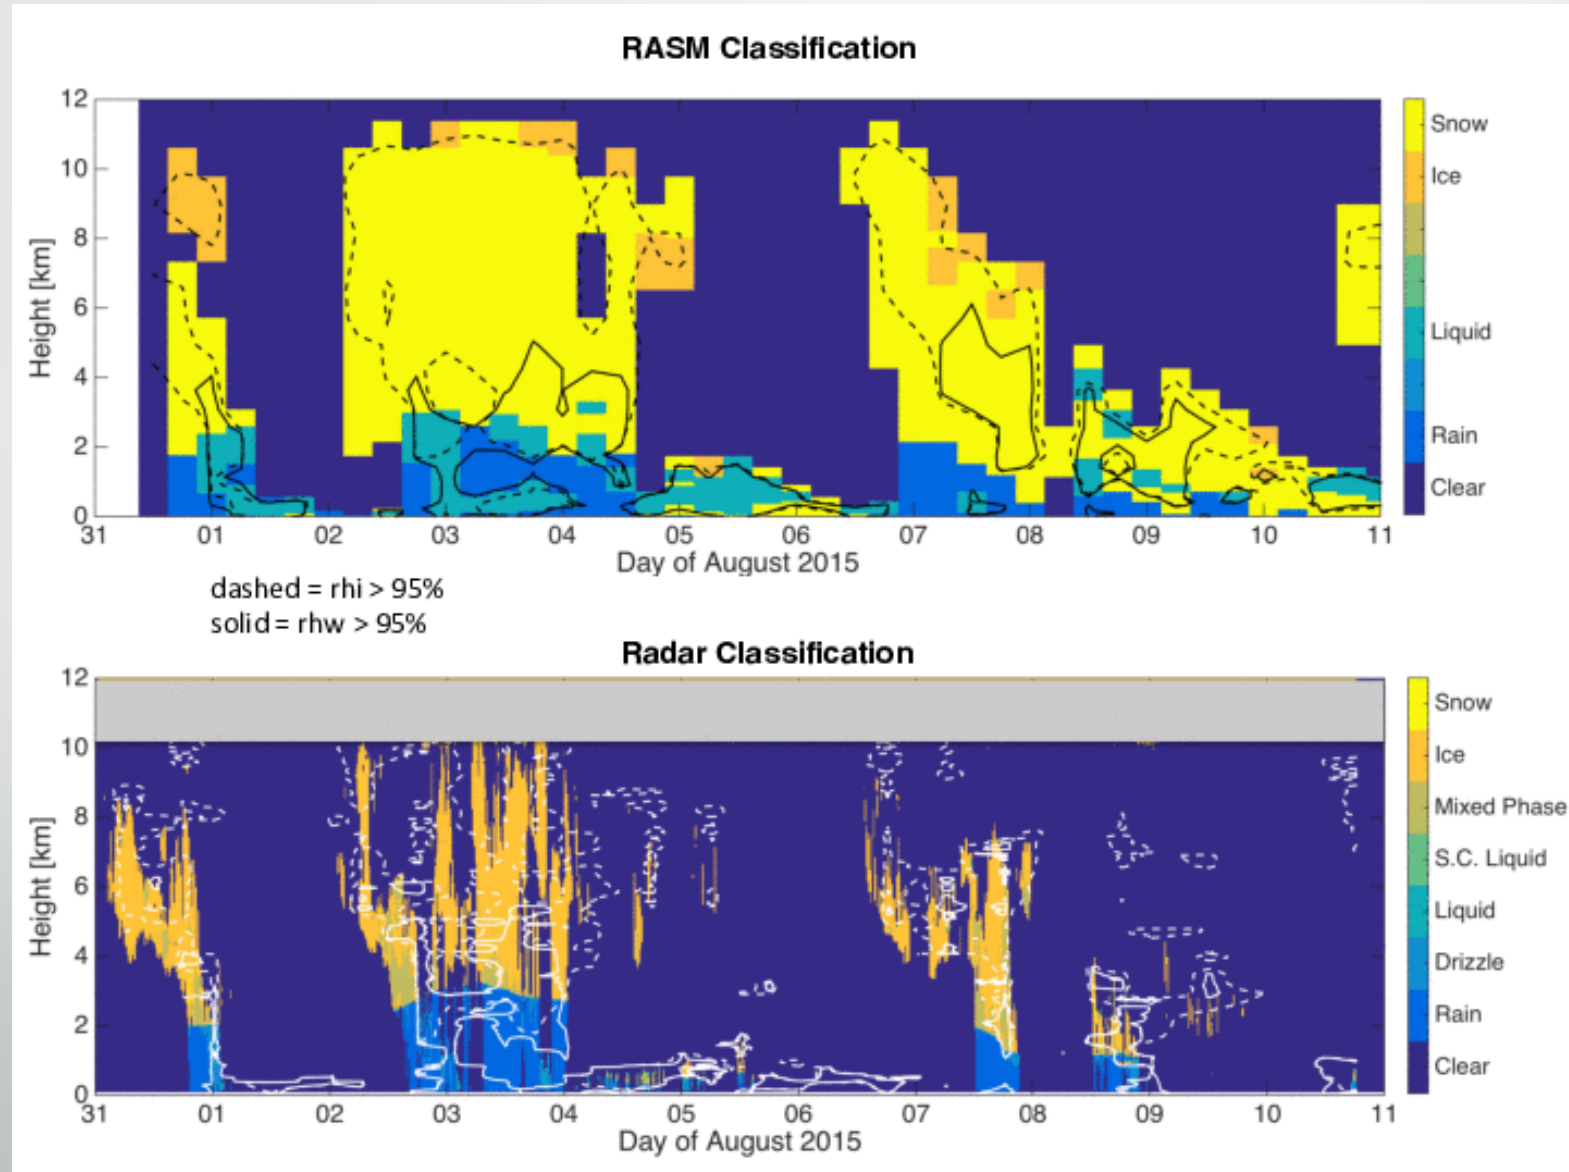 RASM Classification
12
10
8
6
4
2
0
Height [km]
31 01 02 03 04 05 06 07 08 09 10 11
Day of August 2015
Snow
Ice
Liquid
Rain
Clear
dashed = rhi > 95%
solid = rhw > 95%
Radar Classification
12
10
8
6
4
2
0
Height [km]
31 01 02 03 04 05 06 07 08 09 10 11
Day of August 2015
Snow
Ice
Mixed Phase
S.C. Liquid
Liquid
Drizzle
Rain
Clear